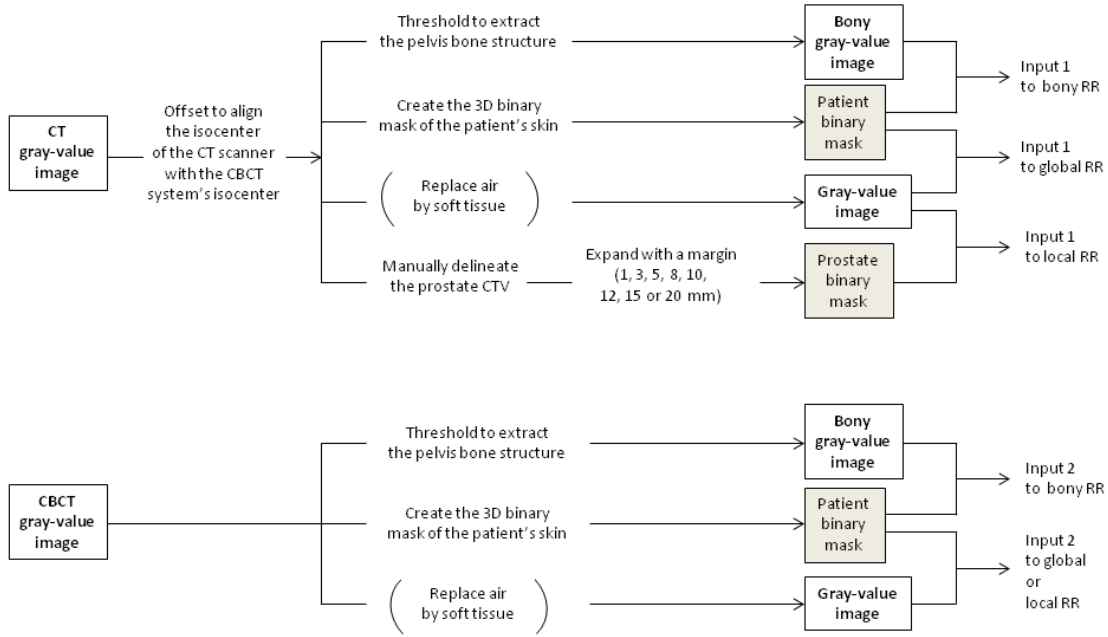 CT
gray-value
image
Offset to align
the isocenter
of the CT scanner
with the CBCT
system's isocenter
Threshold to extract
the pelvis bone structure
Bony
gray-value
image
Create the 3D binary
mask of the patient's skin
Patient
binary
mask
Replace air
by soft tissue
Gray-value
image
Manually delineate
the prostate CTV
Expand with a margin
(1, 3, 5, 8, 10,
12, 15 or 20 mm)
Prostate
binary
mask
Input 1
to bony RR
Input 1
to global RR
Input 1
to local RR
CBCT
gray-value
image
Threshold to extract
the pelvis bone structure
Bony
gray-value
image
Create the 3D binary
mask of the patient's skin
Patient
binary
mask
(
Replace air
by soft tissue
)
Gray-value
image
Input 2
to bony RR
Input 2
to global
or
local RR